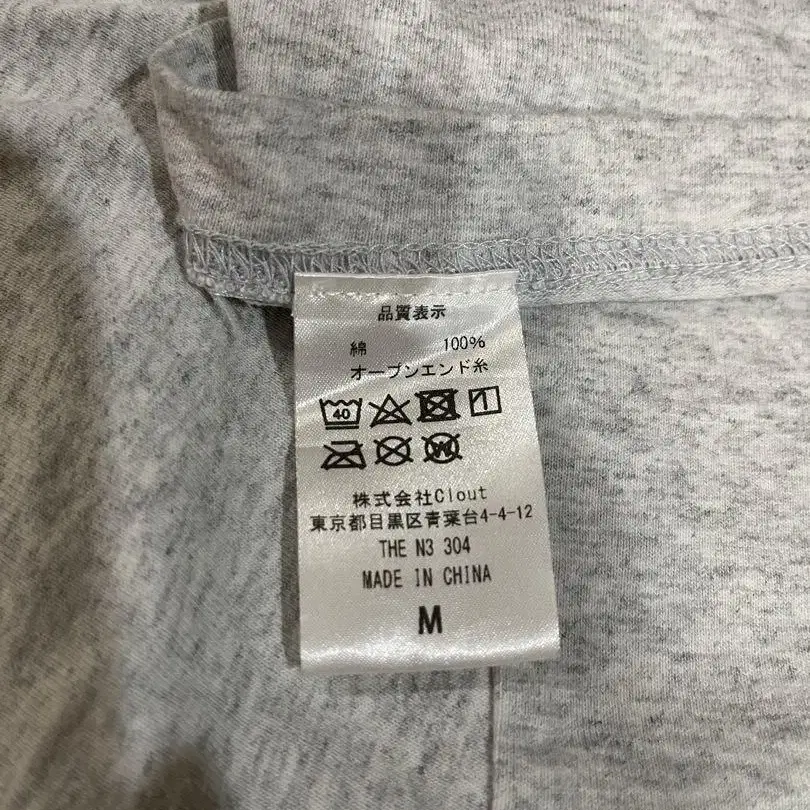 品質表示
綿 100%
オープンエンド糸
40
W
株式会社Clout
東京都目黒区青葉台4-4-12
THE N3 304
MADE IN CHINA
M